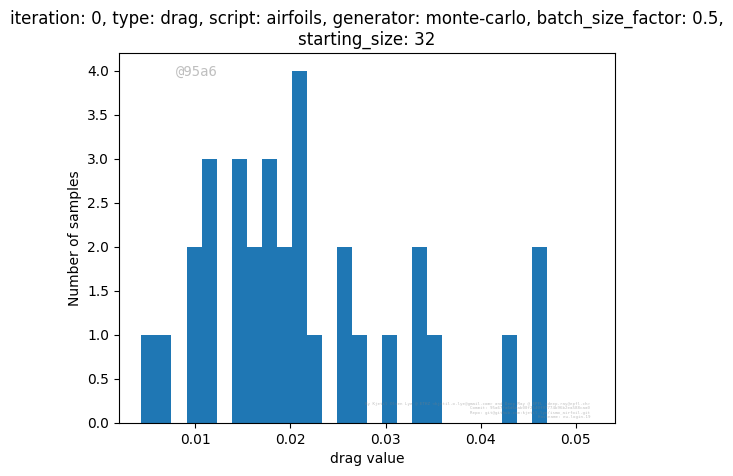 iteration: 0, type: drag, script: airfoils, generator: monte-carlo, batch_size_factor: 0.5,
starting_size: 32
@95a6
4.0
3.5
3.0
2.5
2.0
1.5
1.0
0.5
0.0
Number of samples
0.01 0.02 0.03 0.04 0.05
drag value